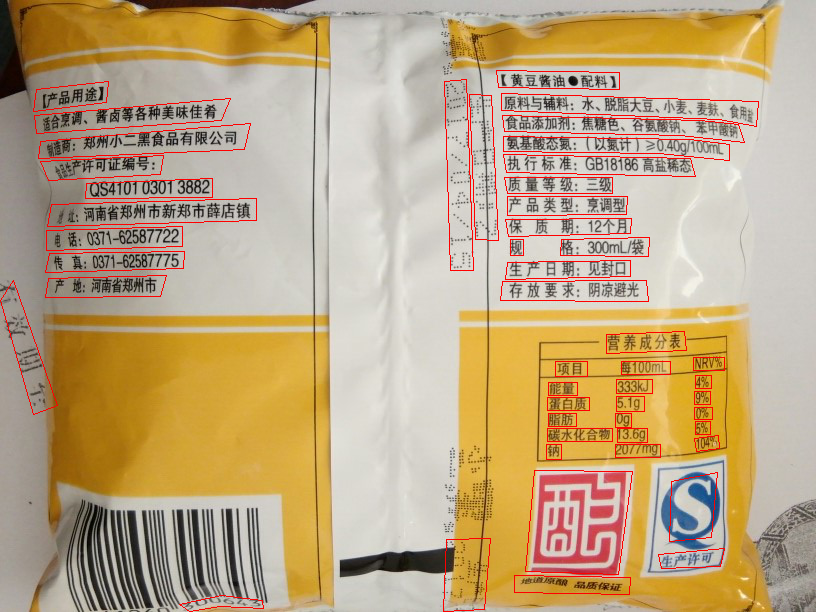 【产品用途】
适合烹调、酱卤等各种美味佳肴
制造商：郑州小二黑食品有限公司
食品生产许可证编号：
QS4101 0301 3882
地 址：河南省郑州市新郑市薛店镇
电 话：0371-62587722
传 真：0371-62587775
产 地：河南省郑州市
【黄豆酱油●配料】
原料与辅料：水、脱脂大豆、小麦、麦麸、食用盐
食品添加剂：焦糖色、谷氨酸钠、苯甲酸钠
氨基酸态氮：（以氮计）≥0.40g/100mL
执行标准：GB18186 高盐稀态
质量等级：三级
产品类型：烹调型
保 质 期：12个月
规 格：300mL/袋
生产日期：见封口
存放要求：阴凉避光
营养成分表
项目 每100mL NRV%
能量 333kJ 4%
蛋白质 5.1g 9%
脂肪 0g 0%
碳水化合物 13.6g 5%
钠 2077mg 104%
S
生产许可
地道原酿 品质保证